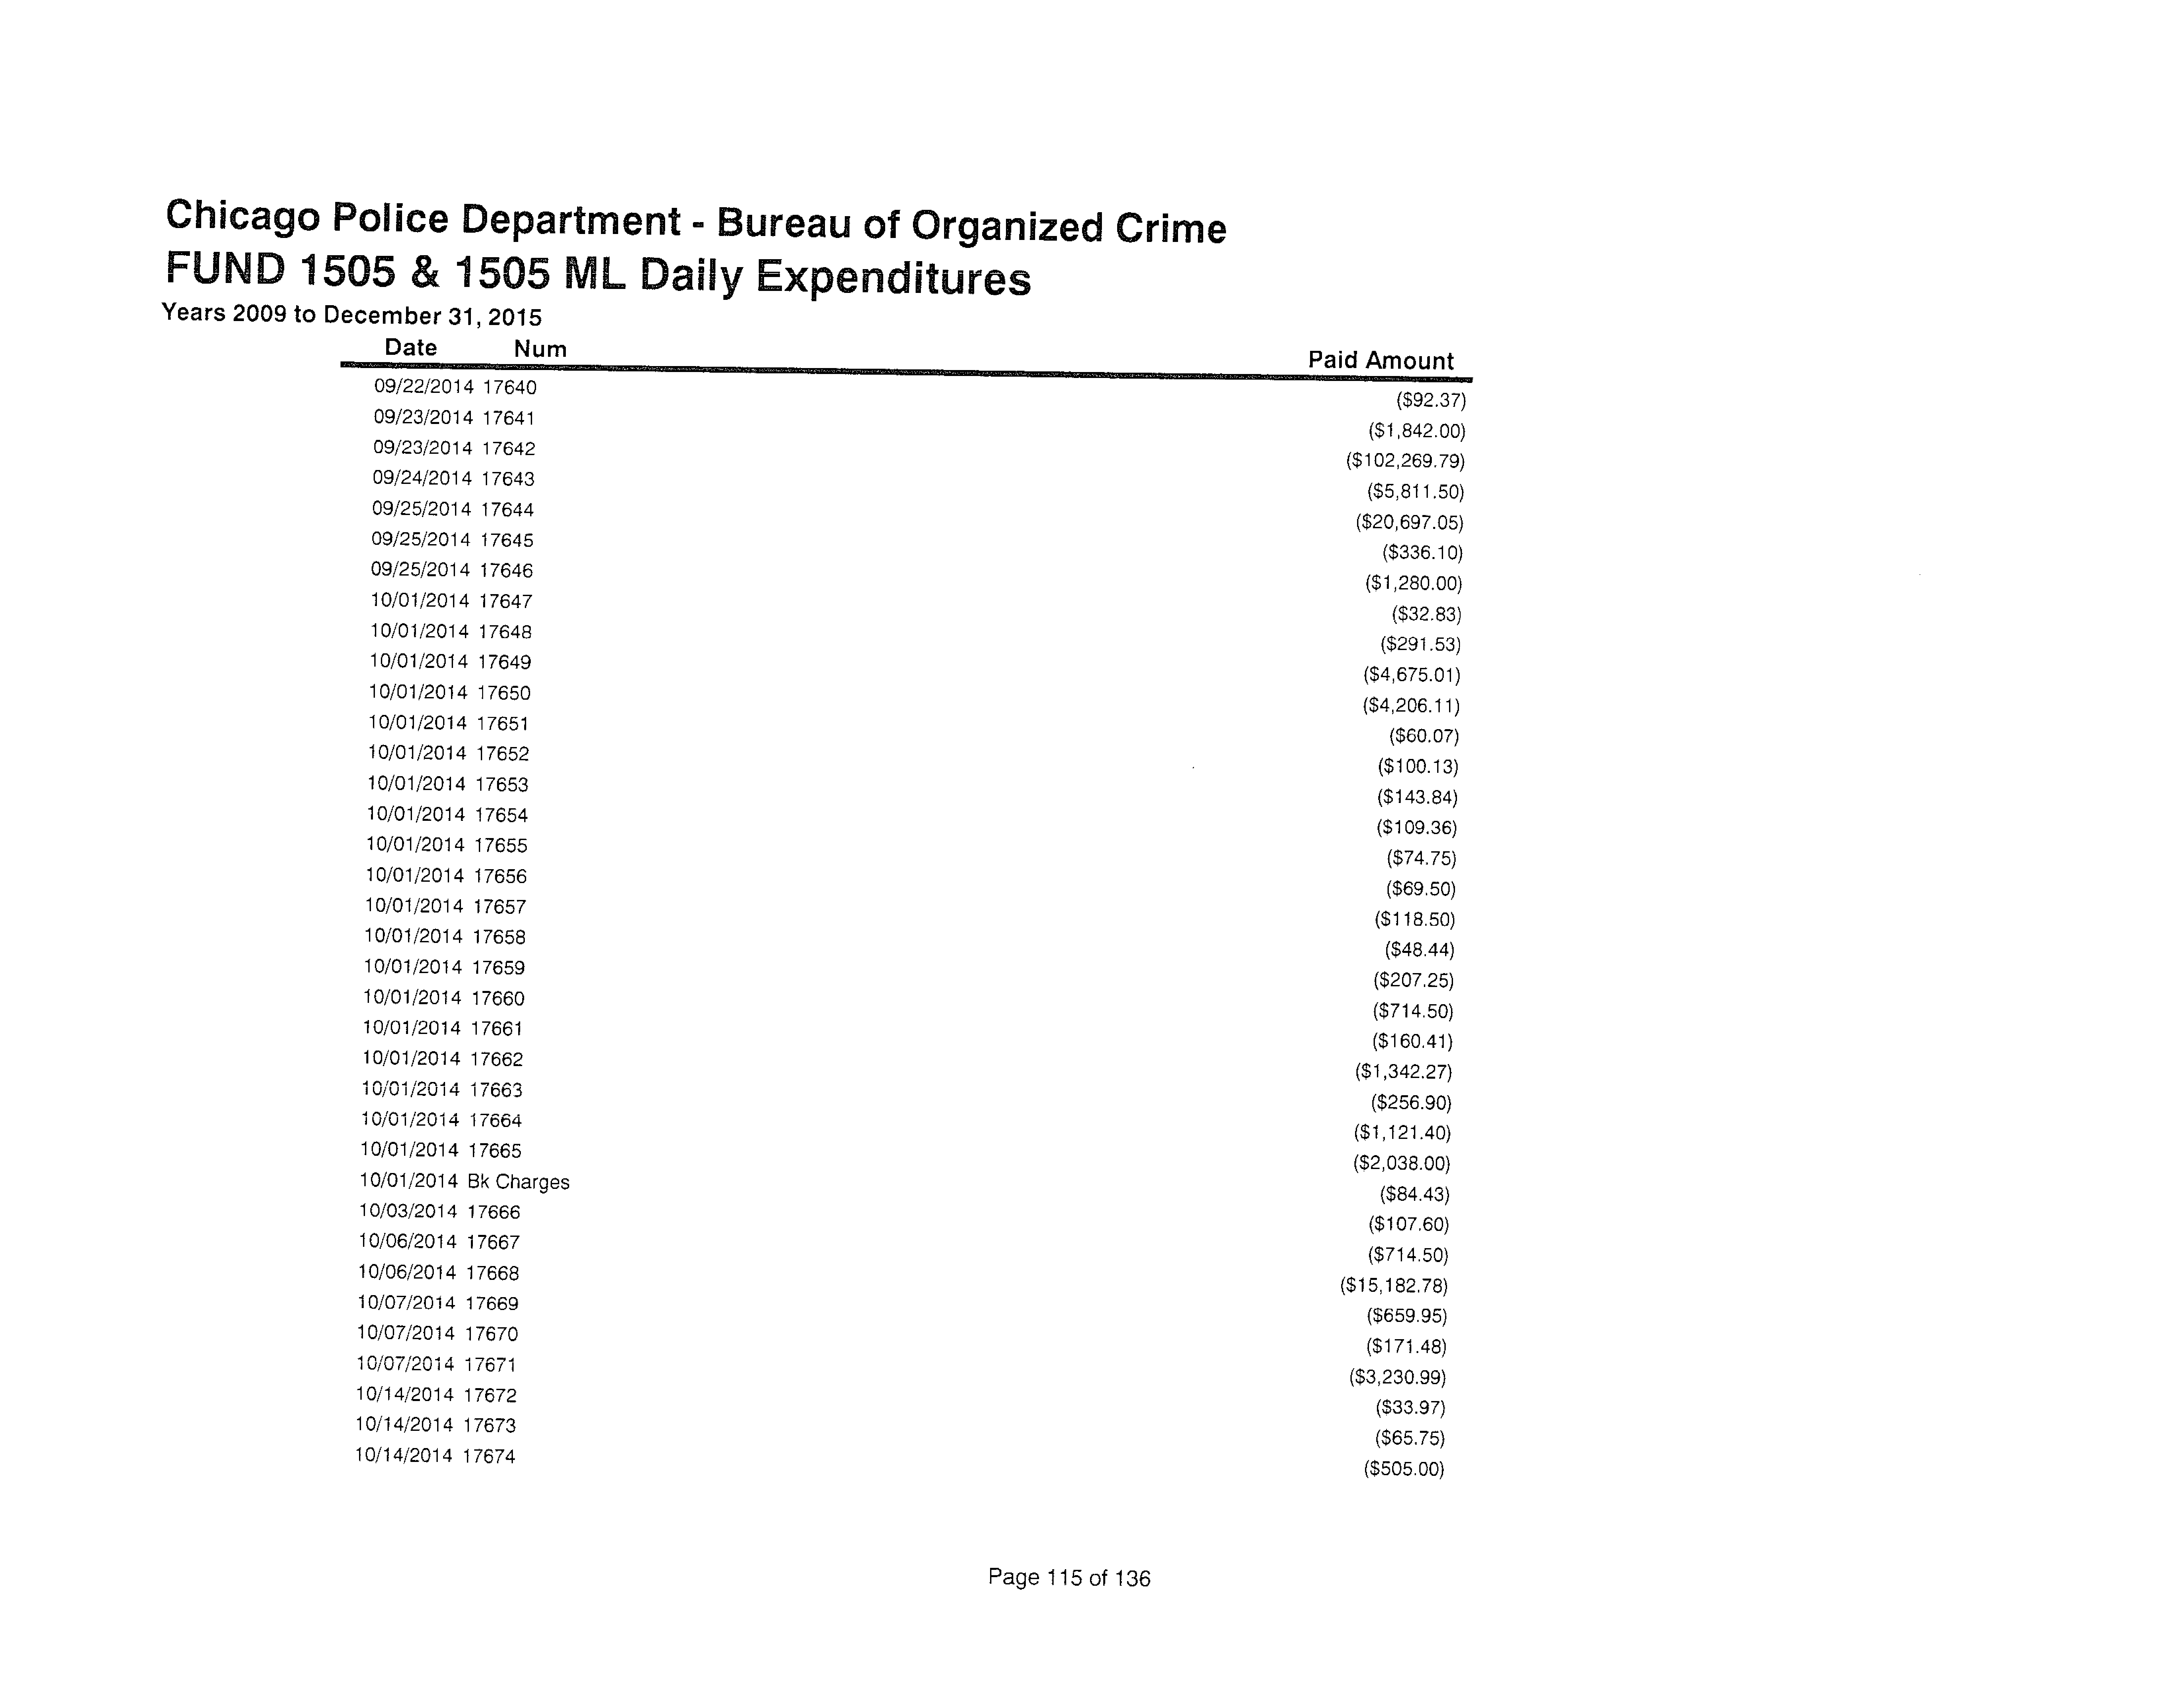 Chicago Police Department - Bureau of Organized Crime
FUND 1505 & 1505 ML Daily Expenditures
Years 2009 to December 31, 2015
Date Num Paid Amount
09/22/2014 17640 ($92.37)
09/23/2014 17641 ($1,842.00)
09/23/2014 17642 ($102,269.79)
09/24/2014 17643 ($5,811.50)
09/25/2014 17644 ($20,697.05)
09/25/2014 17645 ($336.10)
09/25/2014 17646 ($1,280.00)
10/01/2014 17647 ($32.83)
10/01/2014 17648 ($291.53)
10/01/2014 17649 ($4,675.01)
10/01/2014 17650 ($4,206.11)
10/01/2014 17651 ($60.07)
10/01/2014 17652 ($100.13)
10/01/2014 17653 ($143.84)
10/01/2014 17654 ($109.36)
10/01/2014 17655 ($74.75)
10/01/2014 17656 ($69.50)
10/01/2014 17657 ($118.50)
10/01/2014 17658 ($48.44)
10/01/2014 17659 ($207.25)
10/01/2014 17660 ($714.50)
10/01/2014 17661 ($160.41)
10/01/2014 17662 ($1,342.27)
10/01/2014 17663 ($256.90)
10/01/2014 17664 ($1,121.40)
10/01/2014 17665 ($2,038.00)
10/01/2014 Bk Charges ($84.43)
10/03/2014 17666 ($107.60)
10/06/2014 17667 ($714.50)
10/06/2014 17668 ($15,182.78)
10/07/2014 17669 ($659.95)
10/07/2014 17670 ($171.48)
10/07/2014 17671 ($3,230.99)
10/14/2014 17672 ($33.97)
10/14/2014 17673 ($65.75)
10/14/2014 17674 ($505.00)
Page 115 of 136